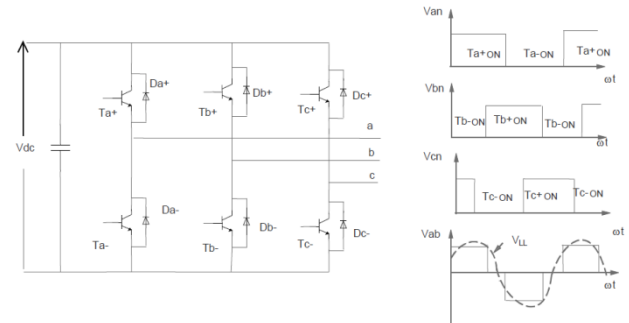 Vdc
Ta+
Da+
Tb+
Db+
Tc+
Dc+
a
b
c
Ta-
Da-
Tb-
Db-
Tc-
Dc-
Van
Ta+ ON
Ta-ON
Ta+ ON
ωt
Vbn
Tb-ON
Tb+ON
Tb-ON
ωt
Vcn
Tc-ON
Tc+ON
Tc-ON
ωt
Vab
VLL
ωt